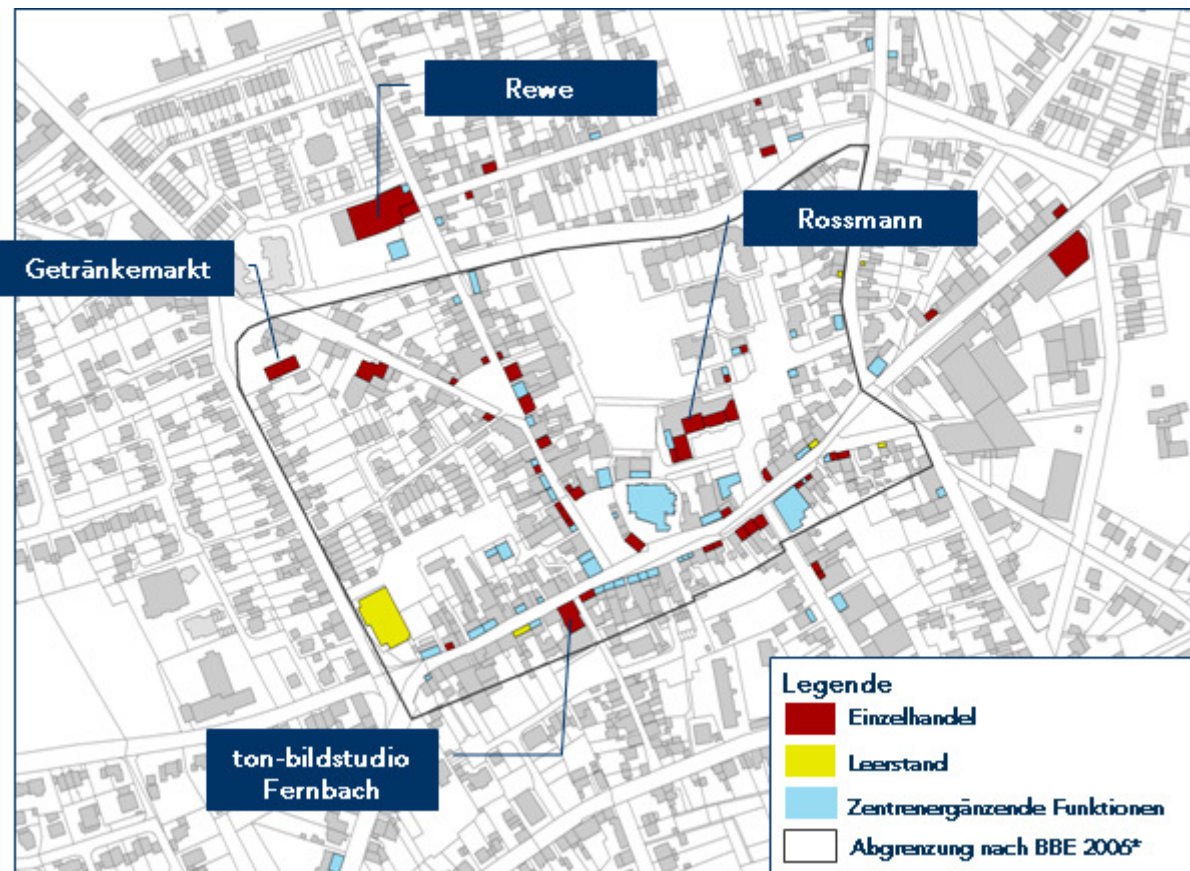 Rewe
Rossmann
Getränkemarkt
ton-bildstudio
Fernbach
Legende
Einzelhandel
Leerstand
Zentrenergänzende Funktionen
Abgrenzung nach BBE 2006*